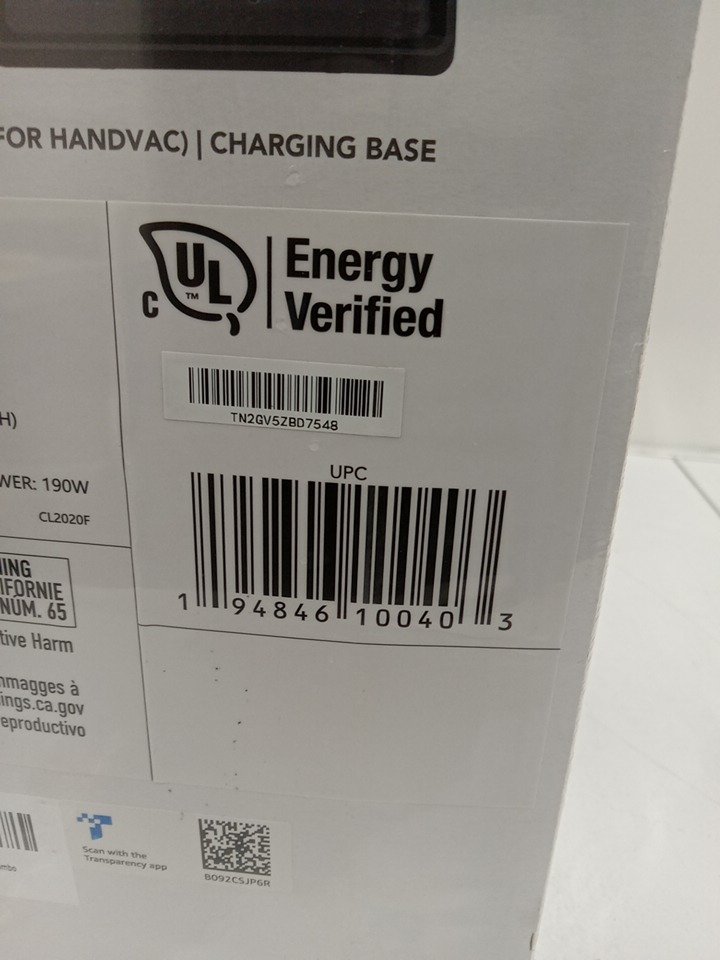 FOR HANDVAC) | CHARGING BASE
C UL TM
Energy
Verified
TN2GV5ZBD7548
UPC
1 94846 10040 3
H)
WER: 190W
CL2020F
NING
IFORNIE
NÚM. 65
tive Harm
mmagges à
ings.ca.gov
eproductivo
Scan with the
Transparency app
B092CSJP6R